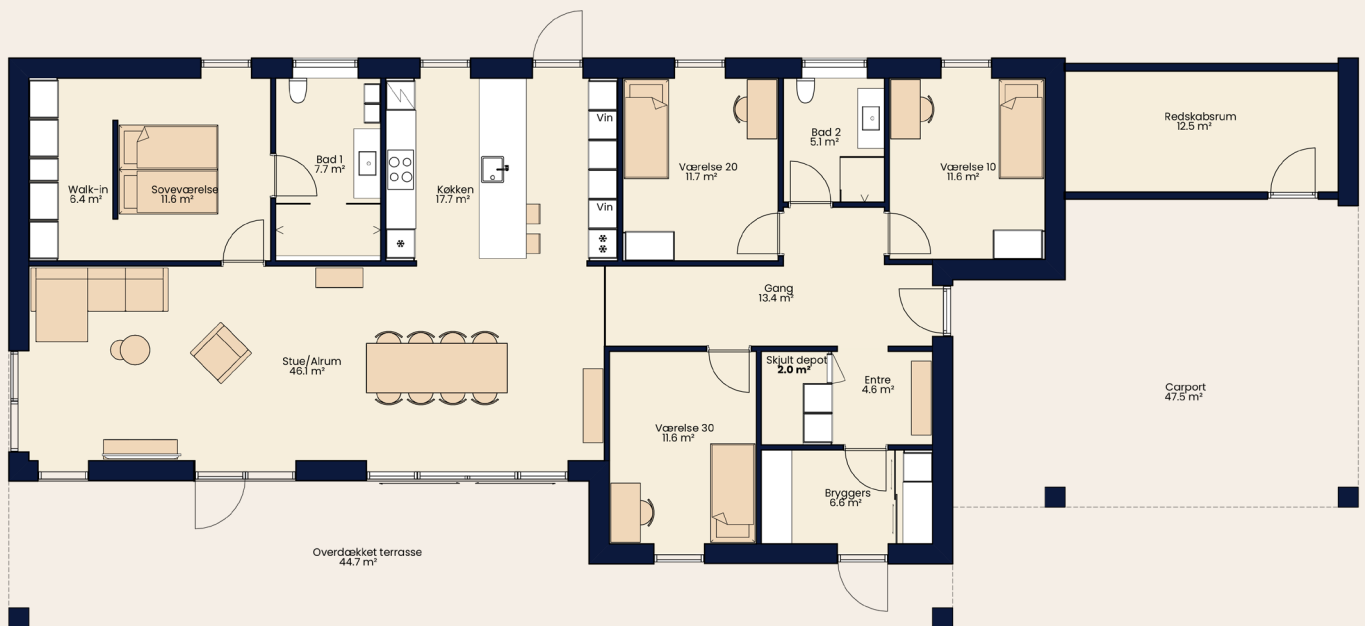 Walk-in
6.4 m²
Soveværelse
11.6 m²
Bad 1
7.7 m²
Køkken
17.7 m²
Vin
Vin
Værelse 20
11.7 m²
Bad 2
5.1 m²
Værelse 10
11.6 m²
Redskabsrum
12.5 m²
Stue/Alrum
46.1 m²
Gang
13.4 m²
Skjult depot
2.0 m²
Entre
4.6 m²
Carport
47.5 m²
Værelse 30
11.6 m²
Bryggers
6.6 m²
Overdækket terrasse
44.7 m²